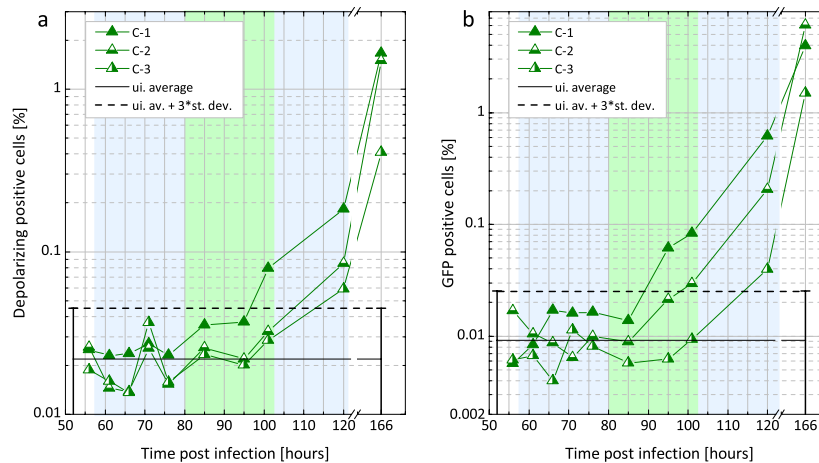 a
C-1
C-2
C-3
ui. average
ui. av. + 3*st. dev.
Depolarizing positive cells [%]
1
0.1
0.01
50 60 70 80 90 100 110 120 166
Time post infection [hours]
b
C-1
C-2
C-3
ui. average
ui. av. + 3*st. dev.
GFP positive cells [%]
1
0.1
0.01
0.002
50 60 70 80 90 100 110 120 166
Time post infection [hours]